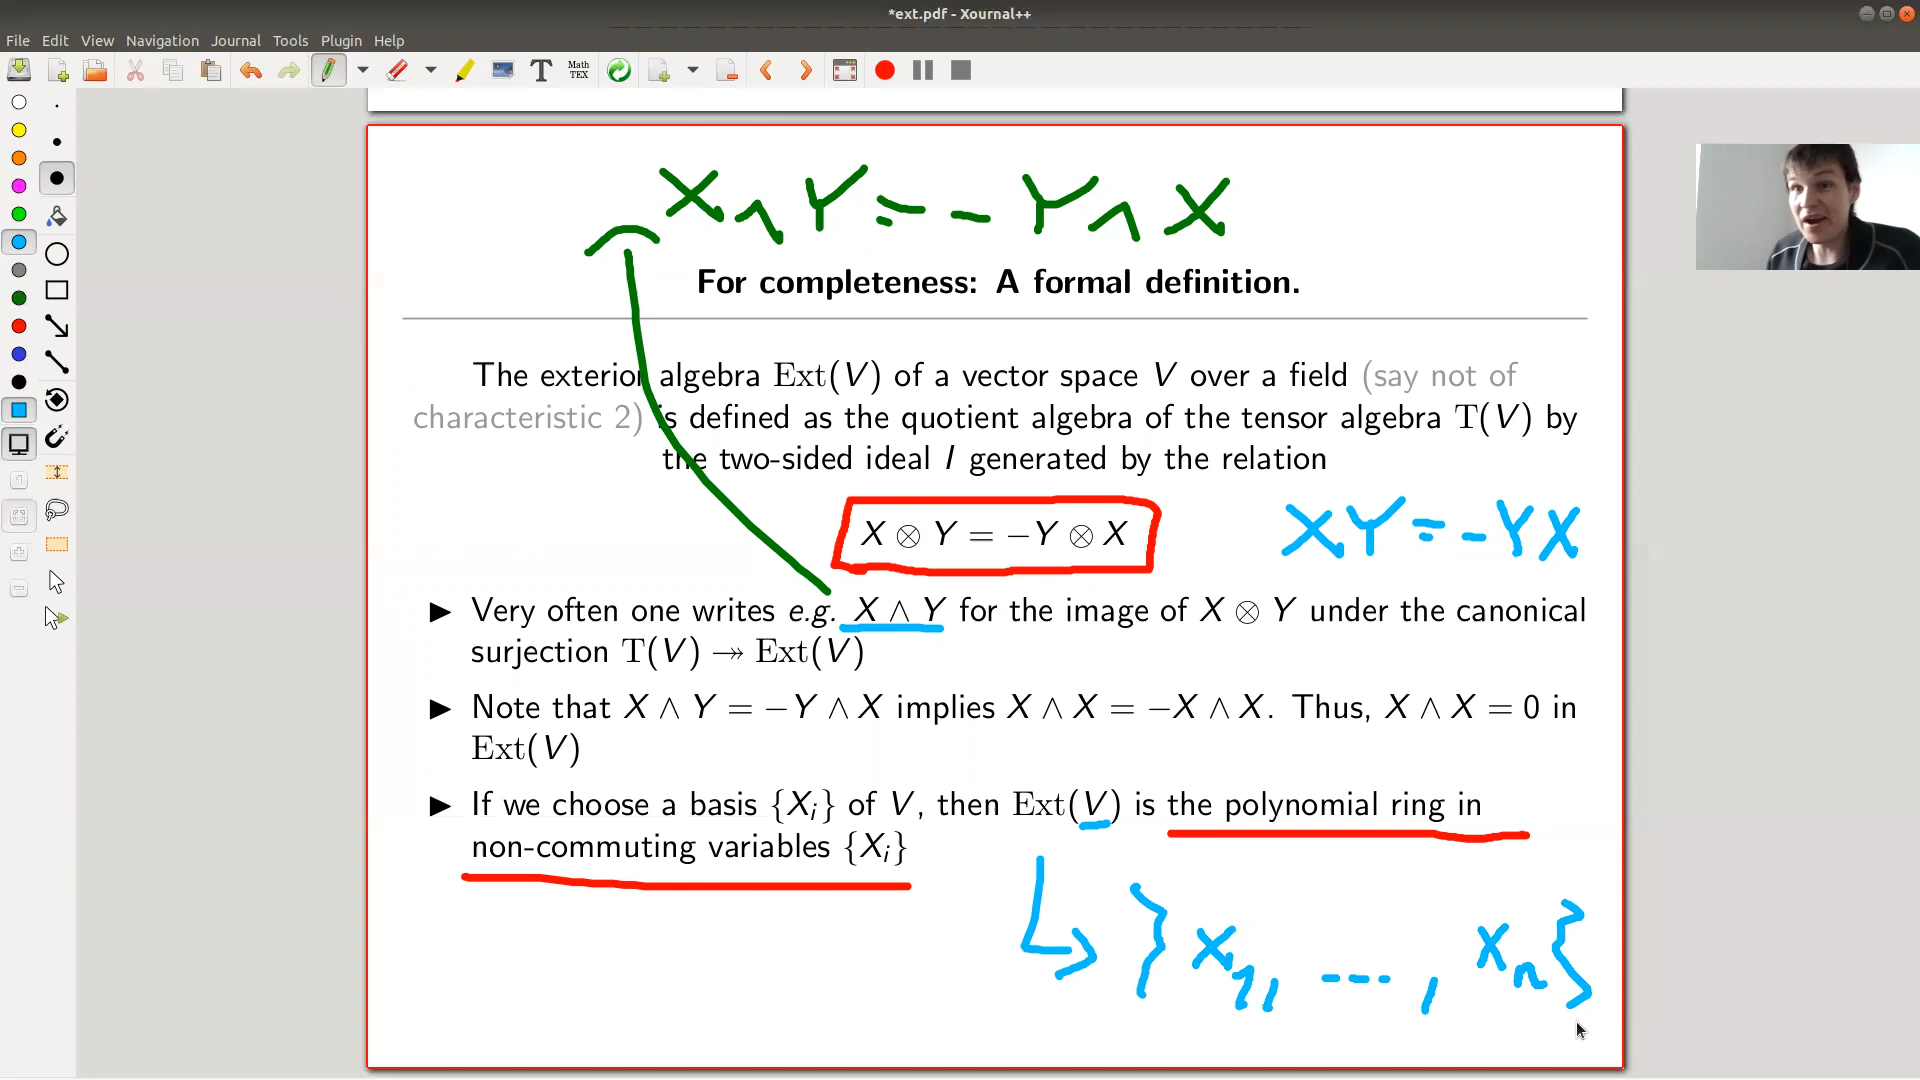 *ext.pdf - Xournal++
File Edit View Navigation Journal Tools Plugin Help
Math
TEX
X ∧ Y = - Y ∧ X
For completeness: A formal definition.
The exterior algebra Ext(V) of a vector space V over a field (say not of
characteristic 2) is defined as the quotient algebra of the tensor algebra T(V) by
the two-sided ideal I generated by the relation
X ⊗ Y = −Y ⊗ X
XY = -YX
▶ Very often one writes e.g. X ∧ Y for the image of X ⊗ Y under the canonical
surjection T(V) ↠ Ext(V)
▶ Note that X ∧ Y = −Y ∧ X implies X ∧ X = −X ∧ X. Thus, X ∧ X = 0 in
Ext(V)
▶ If we choose a basis {Xᵢ} of V, then Ext(V) is the polynomial ring in
non-commuting variables {Xᵢ}
} X₁, ---, Xₙ {